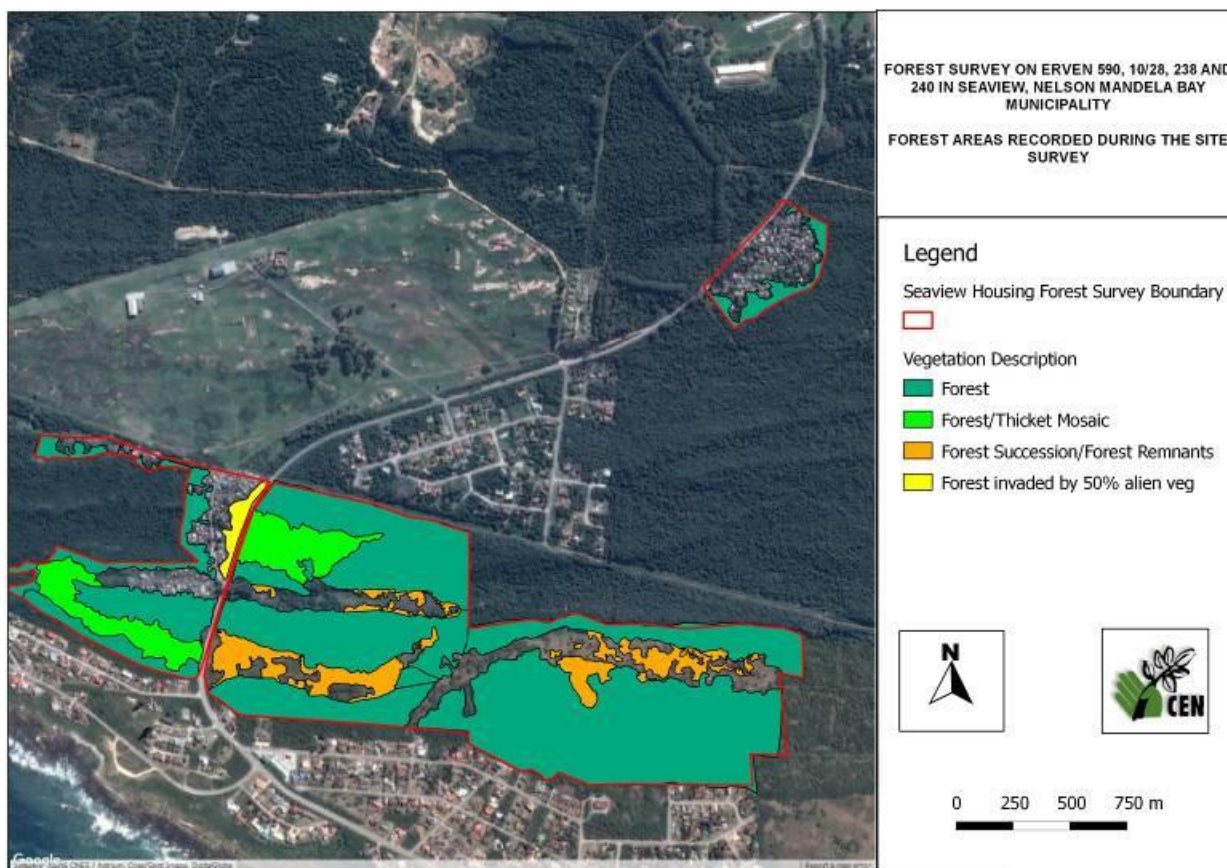 FOREST SURVEY ON ERVEN 590, 10/28, 238 AND
240 IN SEAVIEW, NELSON MANDELA BAY
MUNICIPALITY
FOREST AREAS RECORDED DURING THE SITE
SURVEY
Legend
Seaview Housing Forest Survey Boundary
Vegetation Description
Forest
Forest/Thicket Mosaic
Forest Succession/Forest Remnants
Forest invaded by 50% alien veg
N
CEN
0 250 500 750 m
Google